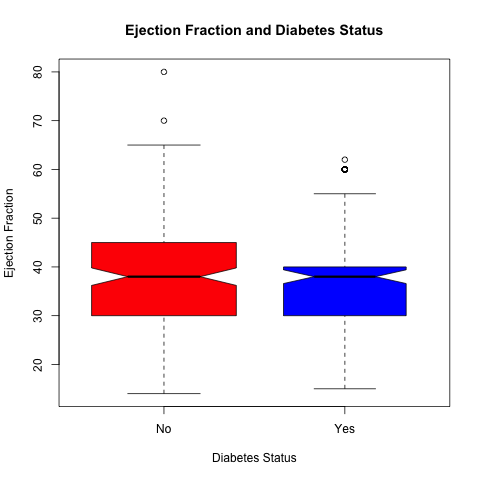 Ejection Fraction and Diabetes Status
Ejection Fraction
80
70
60
50
40
30
20
No Yes
Diabetes Status